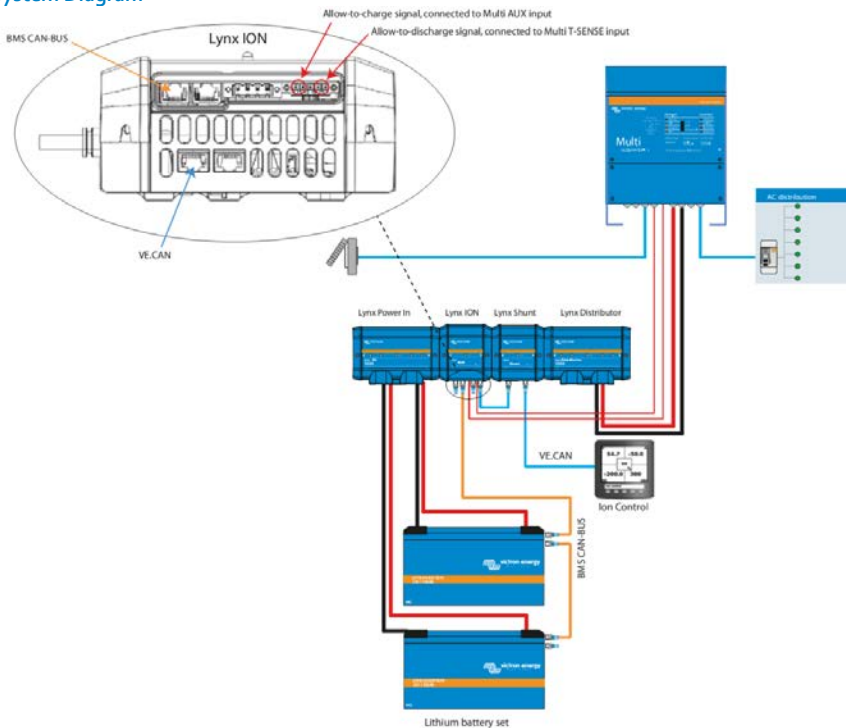 ystem Diagram
Allow-to-charge signal, connected to Multi AUX input
Allow-to-discharge signal, connected to Multi T-SENSE input
BMS CAN-BUS
Lynx ION
VE.CAN
Multi
AC distribution
Lynx Power In
Lynx ION
Lynx Shunt
Lynx Distributor
VE.CAN
Ion Control
BMS CAN-BUS
victron energy
victron energy
Lithium battery set